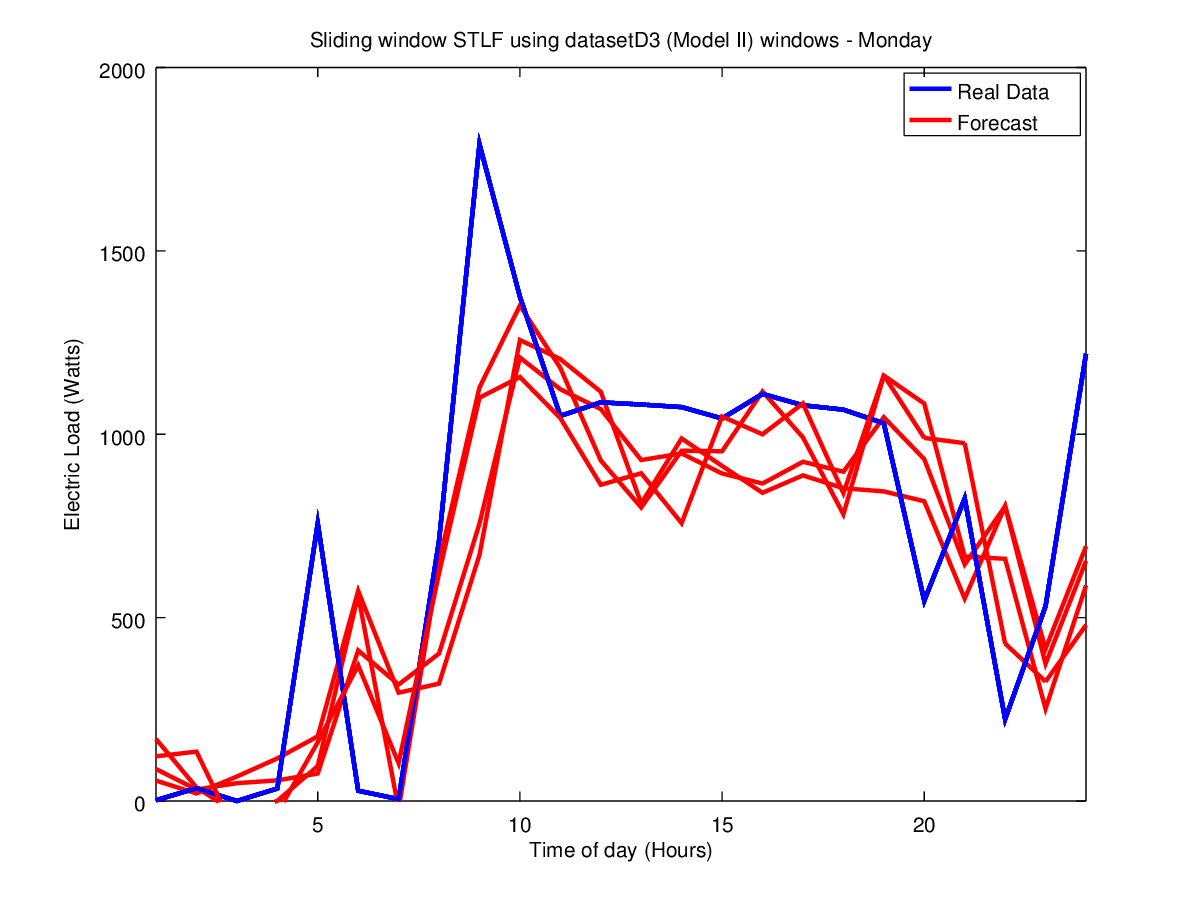 Sliding window STLF using datasetD3 (Model II) windows - Monday
2000
1500
1000
500
0
Electric Load (Watts)
Real Data
Forecast
5 10 15 20
Time of day (Hours)